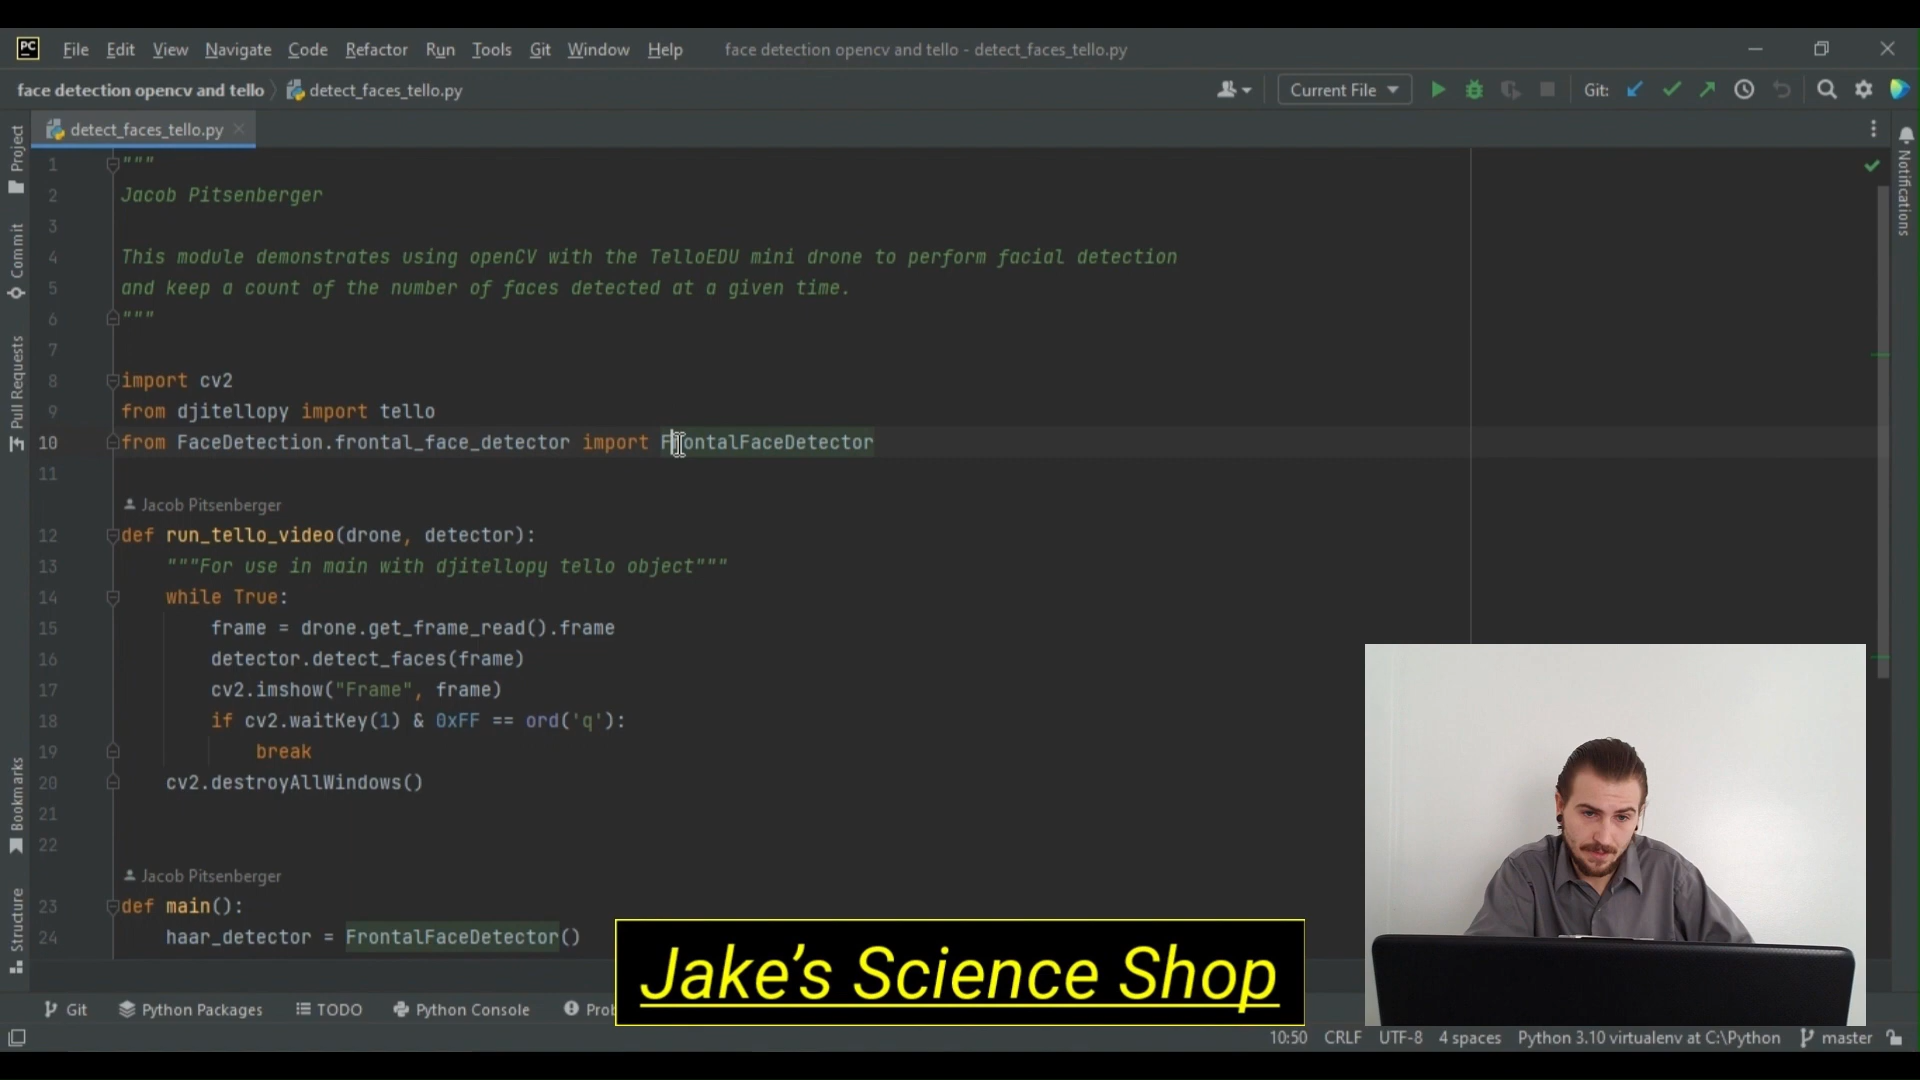 PC File Edit View Navigate Code Refactor Run Tools Git Window Help face detection opencv and tello - detect_faces_tello.py
face detection opencv and tello detect_faces_tello.py Current File Git:
detect_faces_tello.py
Project
Commit
Pull Requests
Bookmarks
Structure
Notifications
1 """
2 Jacob Pitsenberger
3
4 This module demonstrates using openCV with the TelloEDU mini drone to perform facial detection
5 and keep a count of the number of faces detected at a given time.
6 """
7
8 import cv2
9 from djitellopy import tello
10 from FaceDetection.frontal_face_detector import FrontalFaceDetector
11
Jacob Pitsenberger
12 def run_tello_video(drone, detector):
13 """For use in main with djitellopy tello object"""
14 while True:
15 frame = drone.get_frame_read().frame
16 detector.detect_faces(frame)
17 cv2.imshow("Frame", frame)
18 if cv2.waitKey(1) & 0xFF == ord('q'):
19 break
20 cv2.destroyAllWindows()
21
22
Jacob Pitsenberger
23 def main():
24 haar_detector = FrontalFaceDetector()
Jake's Science Shop
Git Python Packages TODO Python Console
10:50 CRLF UTF-8 4 spaces Python 3.10 virtualenv at C:\Python master